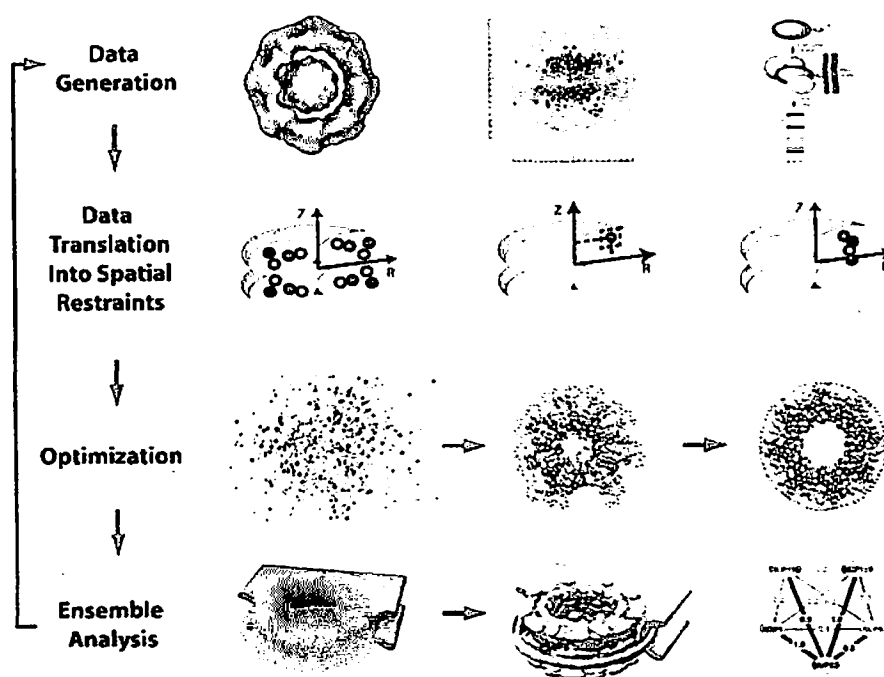 Data
Generation
Data
Translation
Into Spatial
Restraints
Z
R
Z
R
Z
Optimization
Ensemble
Analysis